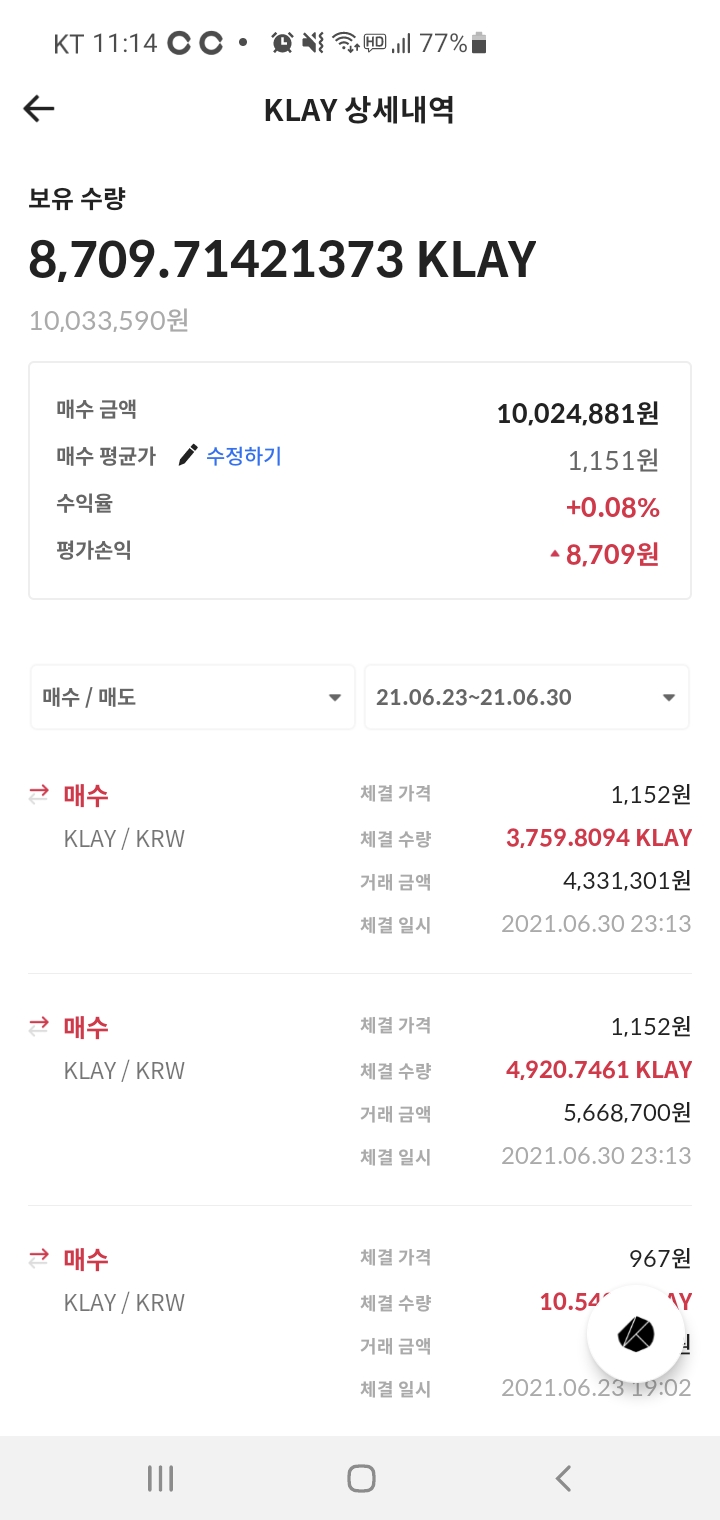 KT 11:14 HD 77%
KLAY 상세내역
보유 수량
8,709.71421373 KLAY
10,033,590원
매수 금액 10,024,881원
매수 평균가 수정하기 1,151원
수익율 +0.08%
평가손익 8,709원
매수 / 매도 21.06.23~21.06.30
매수 체결 가격 1,152원
KLAY / KRW 체결 수량 3,759.8094 KLAY
거래 금액 4,331,301원
체결 일시 2021.06.30 23:13
매수 체결 가격 1,152원
KLAY / KRW 체결 수량 4,920.7461 KLAY
거래 금액 5,668,700원
체결 일시 2021.06.30 23:13
매수 체결 가격 967원
KLAY / KRW 체결 수량
거래 금액
체결 일시 2021.06.23 19:02